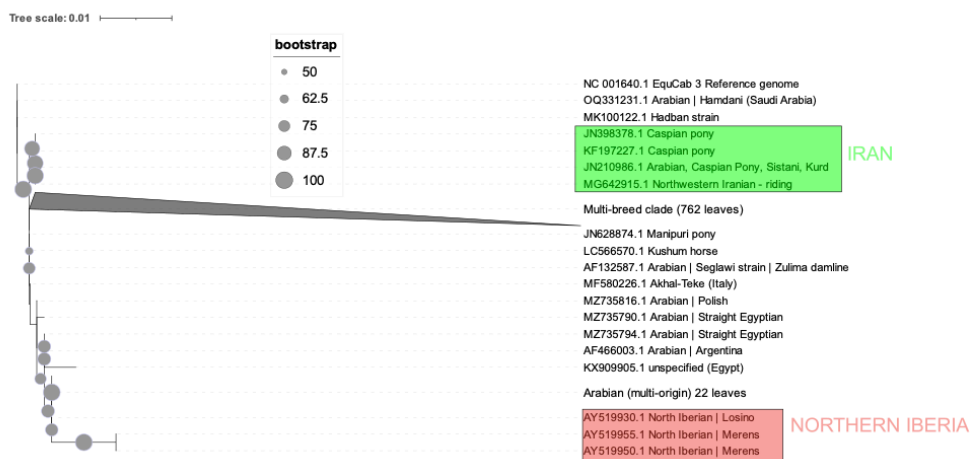 Tree scale: 0.01
bootstrap
50
62.5
75
87.5
100
NC 001640.1 EquCab 3 Reference genome
OQ331231.1 Arabian | Hamdani (Saudi Arabia)
MK100122.1 Hadban strain
JN398378.1 Caspian pony
KF197227.1 Caspian pony
JN210986.1 Arabian, Caspian Pony, Sistani, Kurd
MG642915.1 Northwestern Iranian - riding
IRAN
Multi-breed clade (762 leaves)
JN628874.1 Manipuri pony
LC566570.1 Kushum horse
AF132587.1 Arabian | Seglawi strain | Zulima damline
MF580226.1 Akhal-Teke (Italy)
MZ735816.1 Arabian | Polish
MZ735790.1 Arabian | Straight Egyptian
MZ735794.1 Arabian | Straight Egyptian
AF466003.1 Arabian | Argentina
KX909905.1 unspecified (Egypt)
Arabian (multi-origin) 22 leaves
AY519930.1 North Iberian | Losino
AY519955.1 North Iberian | Merens
AY519950.1 North Iberian | Merens
NORTHERN IBERIA